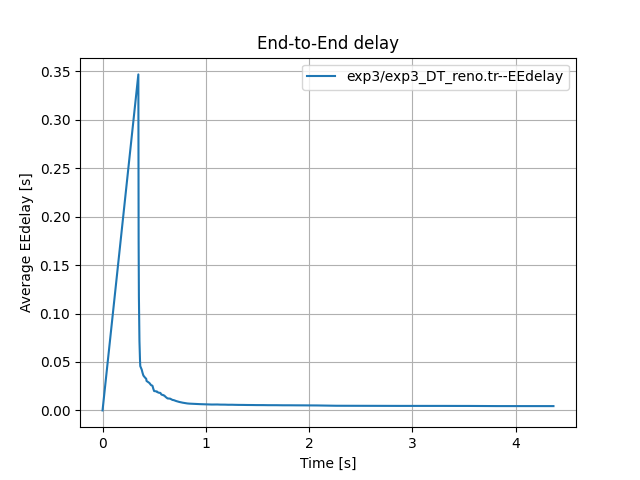 End-to-End delay
exp3/exp3_DT_reno.tr--EEdelay
Average EEdelay [s]
0.35
0.30
0.25
0.20
0.15
0.10
0.05
0.00
0 1 2 3 4
Time [s]